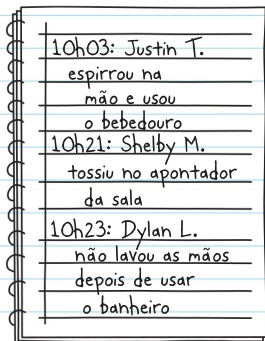 10h03: Justin T.
espirrou na
mão e usou
o bebedouro
10h21: Shelby M.
tossiu no apontador
da sala
10h23: Dylan L.
não lavou as mãos
depois de usar
o banheiro